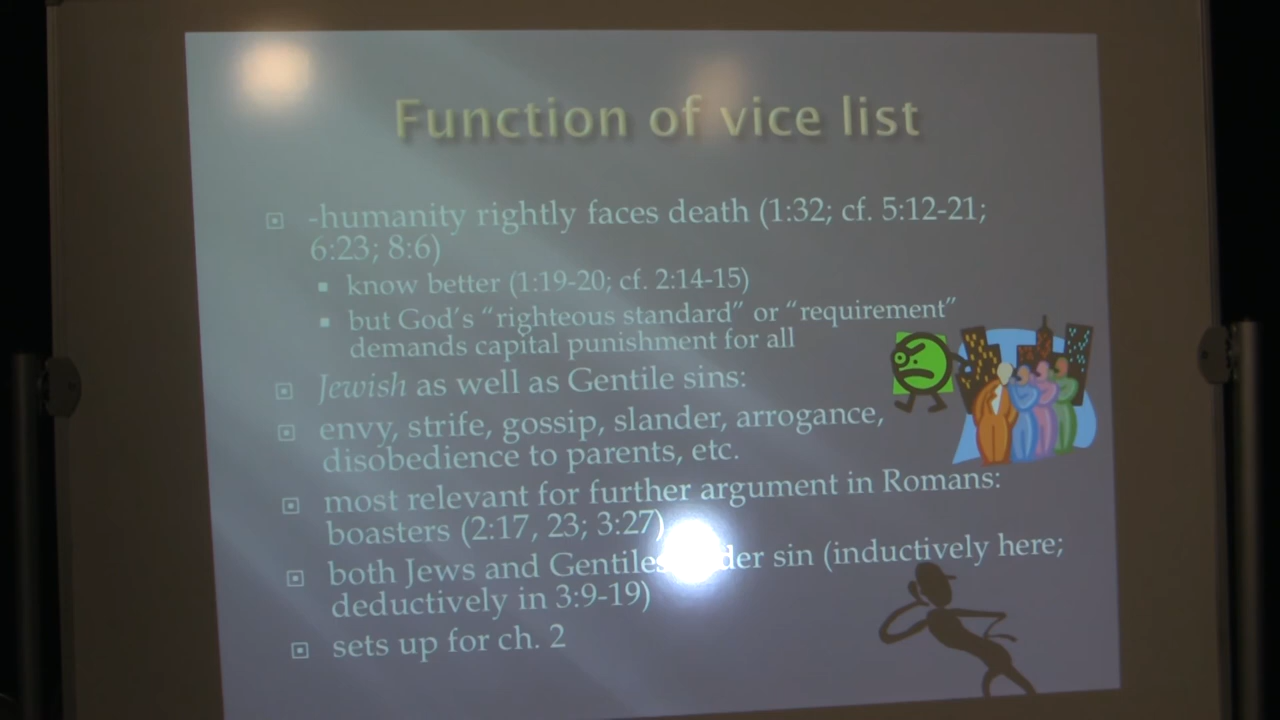 Function of vice list
-humanity rightly faces death (1:32; cf. 5:12-21;
6:23; 8:6)
know better (1:19-20; cf. 2:14-15)
but God's “righteous standard” or “requirement”
demands capital punishment for all
Jewish as well as Gentile sins:
envy, strife, gossip, slander, arrogance,
disobedience to parents, etc.
most relevant for further argument in Romans:
boasters (2:17, 23; 3:27)
both Jews and Gentiles sin (inductively here;
deductively in 3:9-19)
sets up for ch. 2